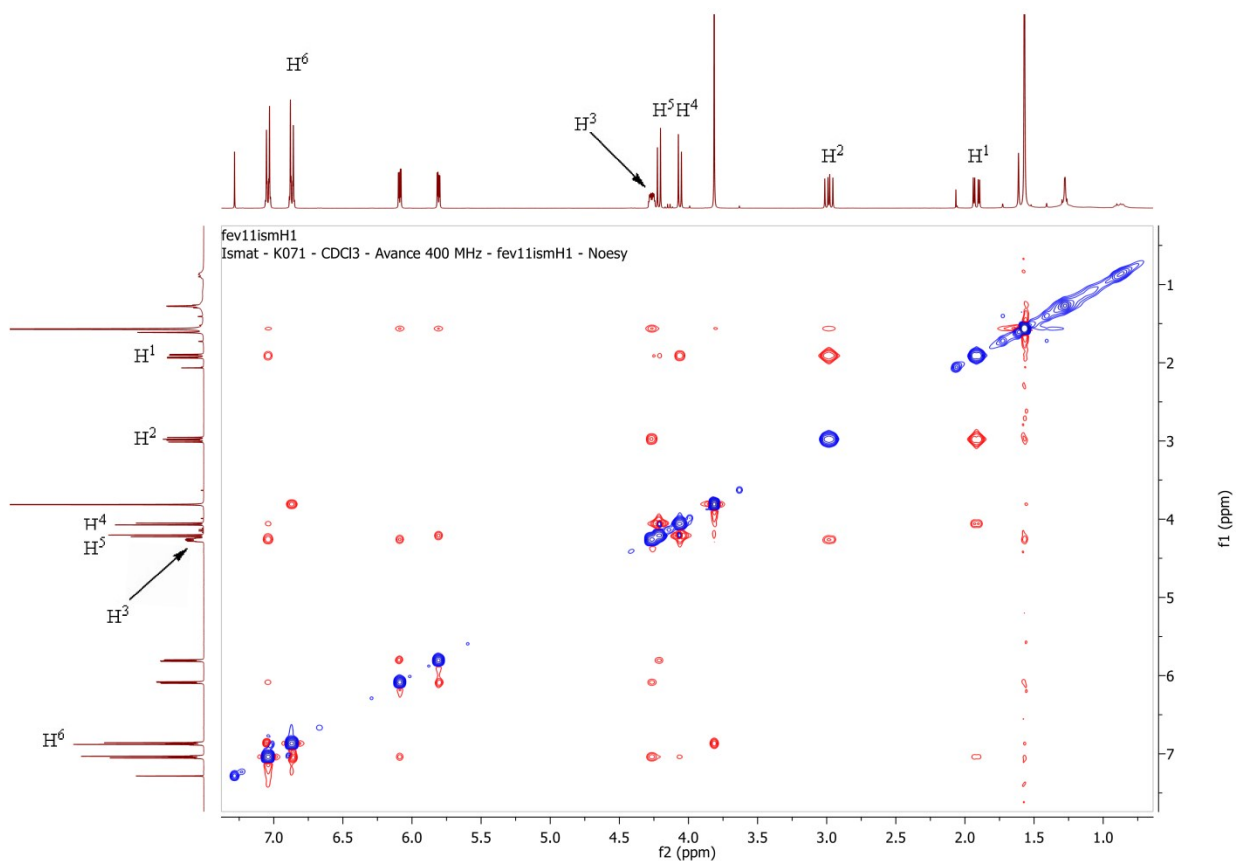 H⁶
H⁵ H⁴
H³
H²
H¹
fev11ismH1
Ismat - K071 - CDCl3 - Avance 400 MHz - fev11ismH1 - Noesy
H¹
H²
H⁴
H⁵
H³
H⁶
1
2
3
4
5
6
7
f1 (ppm)
7.0 6.5 6.0 5.5 5.0 4.5 4.0 3.5 3.0 2.5 2.0 1.5 1.0
f2 (ppm)